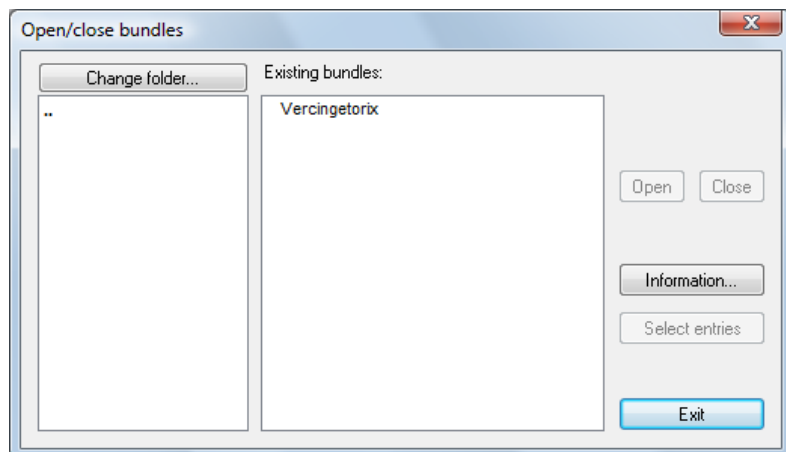 Open/close bundles
Change folder...
Existing bundles:
..
Vercingetorix
Open
Close
Information...
Select entries
Exit